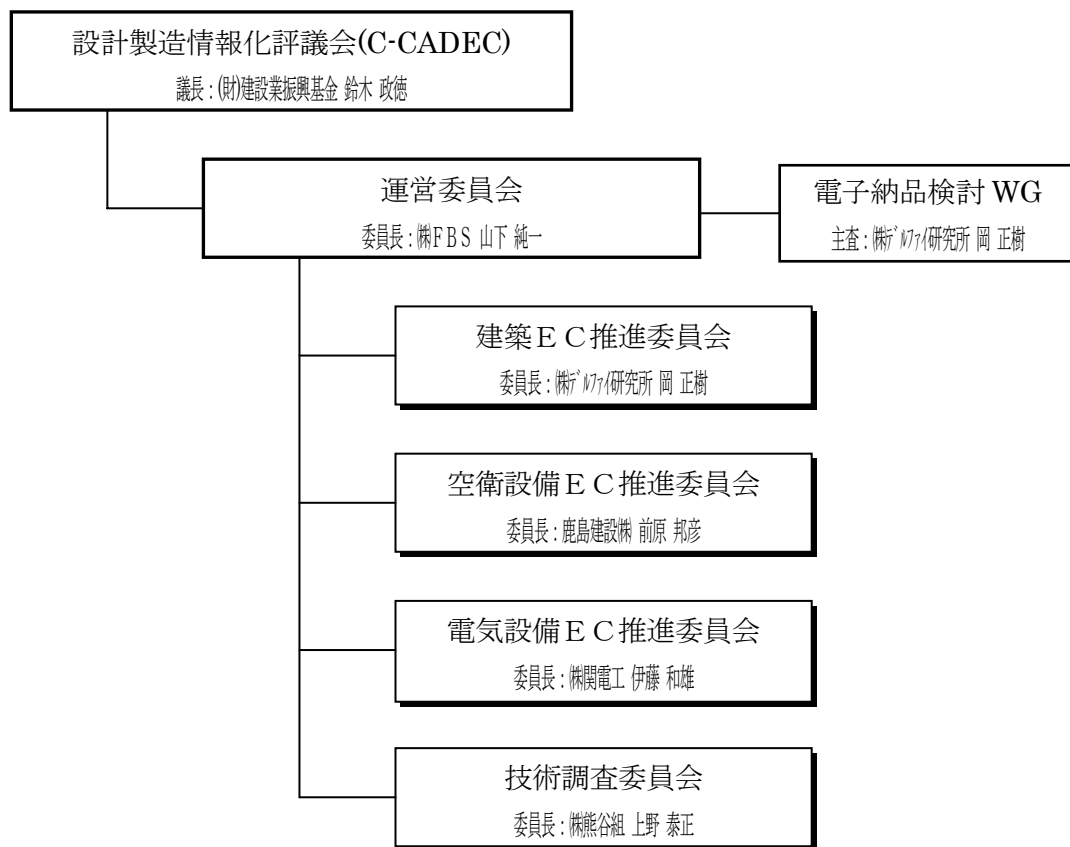 設計製造情報化評議会(C-CADEC)
議長：(財)建設業振興基金 鈴木 政徳
運営委員会
委員長：㈱ＦＢＳ 山下 純一
電子納品検討 WG
主査：㈱ﾃﾞﾙﾌｧｲ研究所 岡 正樹
建築ＥＣ推進委員会
委員長：㈱ﾃﾞﾙﾌｧｲ研究所 岡 正樹
空衛設備ＥＣ推進委員会
委員長：鹿島建設㈱ 前原 邦彦
電気設備ＥＣ推進委員会
委員長：㈱関電工 伊藤 和雄
技術調査委員会
委員長：㈱熊谷組 上野 泰正